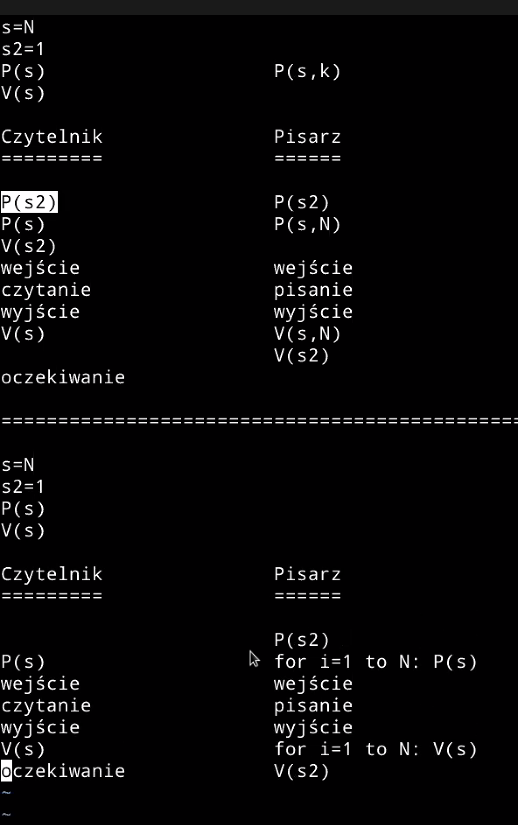 s=N
s2=1
P(s) P(s,k)
V(s)
Czytelnik Pisarz
========= ======
P(s2) P(s2)
P(s) P(s,N)
V(s2)
wejście wejście
czytanie pisanie
wyjście wyjście
V(s) V(s,N)
V(s2)
oczekiwanie
==============================================
s=N
s2=1
P(s)
V(s)
Czytelnik Pisarz
========= ======
P(s2)
P(s) for i=1 to N: P(s)
wejście wejście
czytanie pisanie
wyjście wyjście
V(s) for i=1 to N: V(s)
oczekiwanie V(s2)
~
~